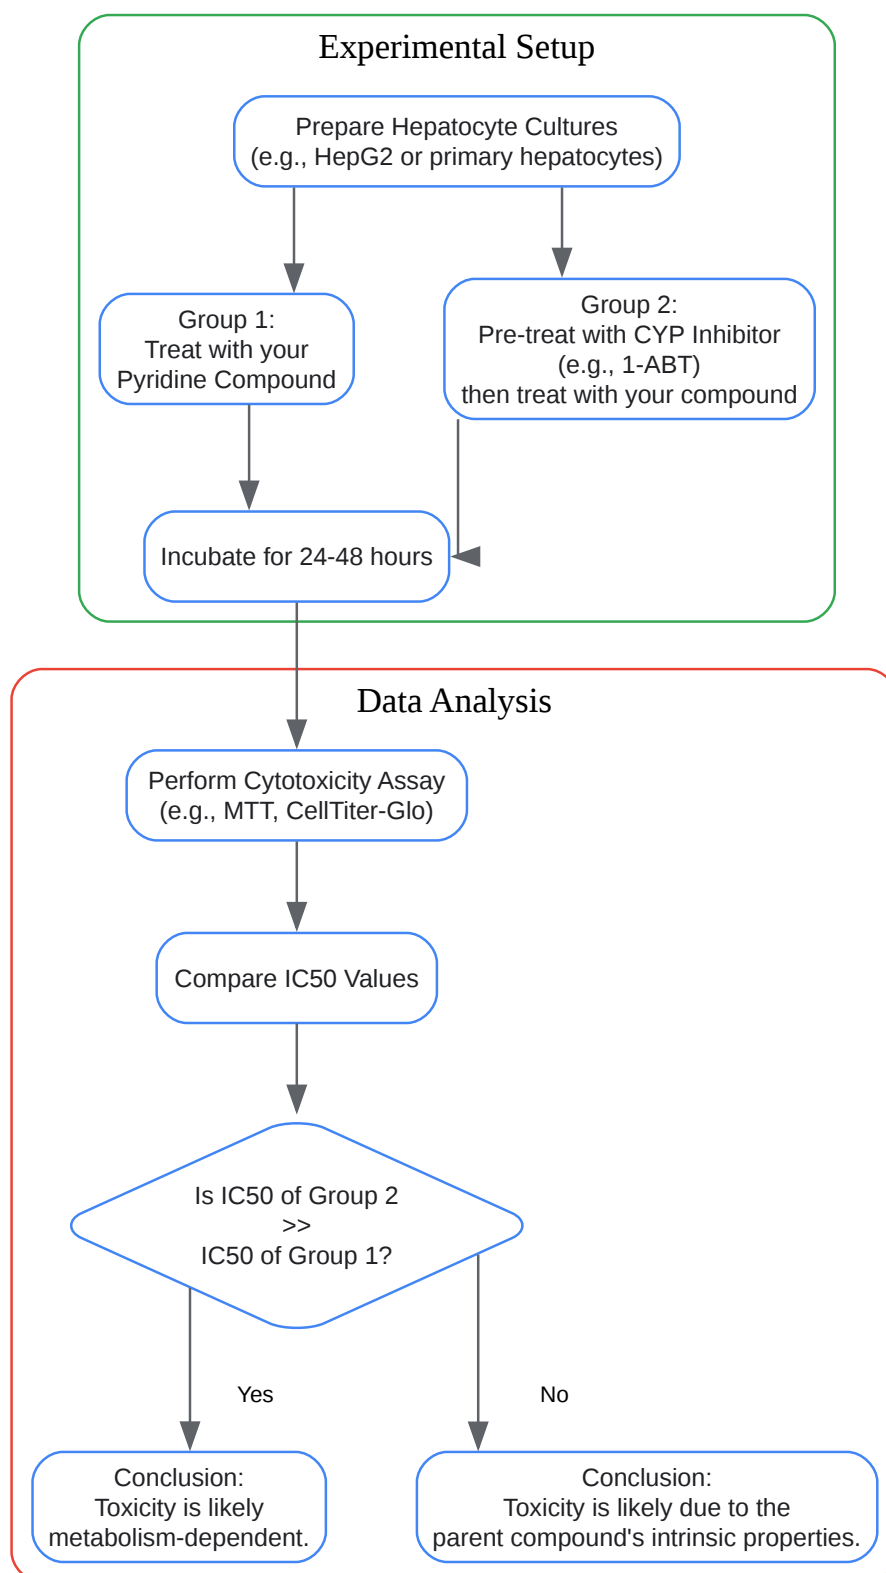 Experimental Setup
Prepare Hepatocyte Cultures
(e.g., HepG2 or primary hepatocytes)
Group 1:
Treat with your
Pyridine Compound
Group 2:
Pre-treat with CYP Inhibitor
(e.g., 1-ABT)
then treat with your compound
Incubate for 24-48 hours
Data Analysis
Perform Cytotoxicity Assay
(e.g., MTT, CellTiter-Glo)
Compare IC50 Values
Is IC50 of Group 2
>>
IC50 of Group 1?
Yes
No
Conclusion:
Toxicity is likely
metabolism-dependent.
Conclusion:
Toxicity is likely due to the
parent compound's intrinsic properties.